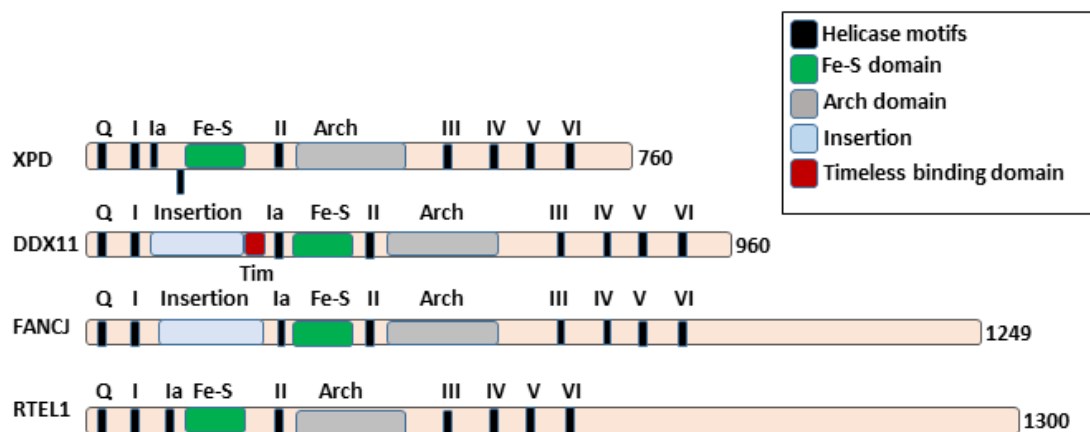 Helicase motifs
Fe-S domain
Arch domain
Insertion
Timeless binding domain
Q I Ia Fe-S II Arch III IV V VI
XPD 760
Q I Insertion Ia Fe-S II Arch III IV V VI
DDX11 960
Tim
Q I Insertion Ia Fe-S II Arch III IV V VI
FANCJ 1249
Q I Ia Fe-S II Arch III IV V VI
RTEL1 1300